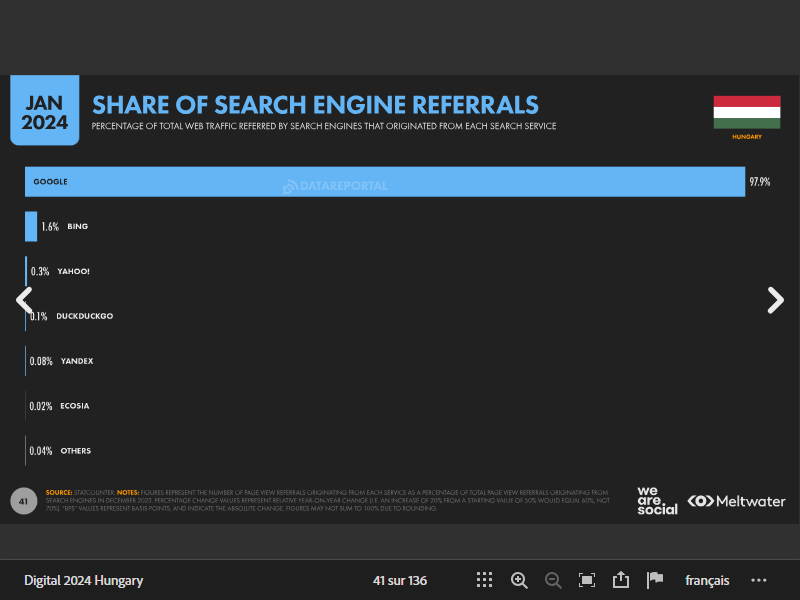 JAN
2024
SHARE OF SEARCH ENGINE REFERRALS
PERCENTAGE OF TOTAL WEB TRAFFIC REFERRED BY SEARCH ENGINES THAT ORIGINATED FROM EACH SEARCH SERVICE
HUNGARY
GOOGLE DATAREPORTAL 97.9%
1.6% BING
0.3% YAHOO!
0.1% DUCKDUCKGO
0.08% YANDEX
0.02% ECOSIA
0.04% OTHERS
41
SOURCE: STATCOUNTER. NOTES: FIGURES REPRESENT THE NUMBER OF PAGE VIEW REFERRALS ORIGINATING FROM EACH SERVICE AS A PERCENTAGE OF TOTAL PAGE VIEW REFERRALS ORIGINATING FROM
SEARCH ENGINES IN DECEMBER 2023. PERCENTAGE CHANGE VALUES REPRESENT RELATIVE YEAR-ON-YEAR CHANGE (I.E. AN INCREASE OF 20% FROM A STARTING VALUE OF 50% WOULD EQUAL 60%, NOT
70%). "BPS" VALUES REPRESENT BASIS POINTS, AND INDICATE THE ABSOLUTE CHANGE. FIGURES MAY NOT SUM TO 100% DUE TO ROUNDING.
we
are.
social
Meltwater
Digital 2024 Hungary
41 sur 136
français